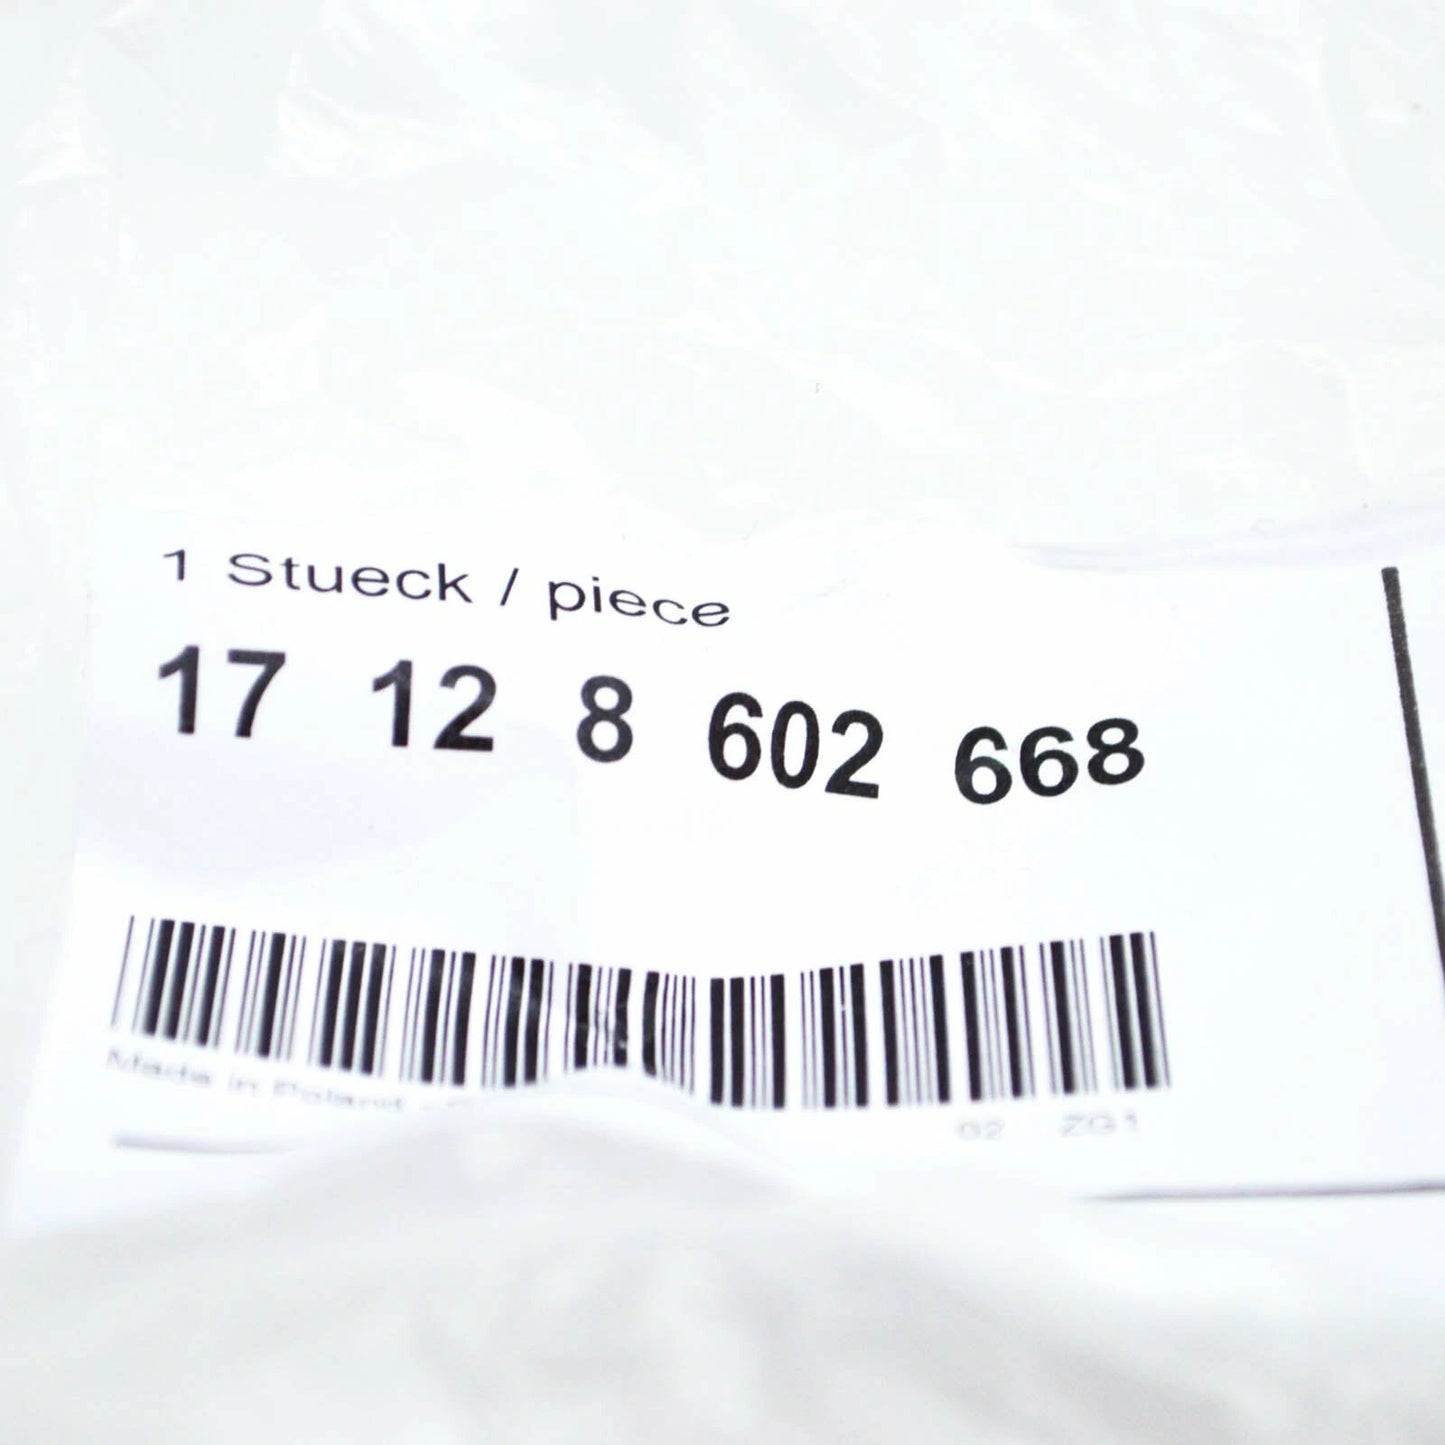 1 Stueck / piece
17 12 8 602 668
Made in Poland
02 ZG1